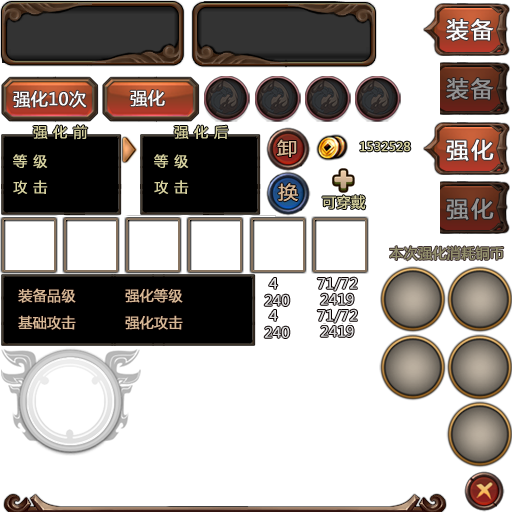 装备
强化10次
强化
装备
强化前
强化后
等级
攻击
等级
攻击
卸
1532528
强化
换
可穿戴
强化
本次强化消耗铜币
装备品级
强化等级
基础攻击
强化攻击
4
71/72
240
2419
4
71/72
240
2419